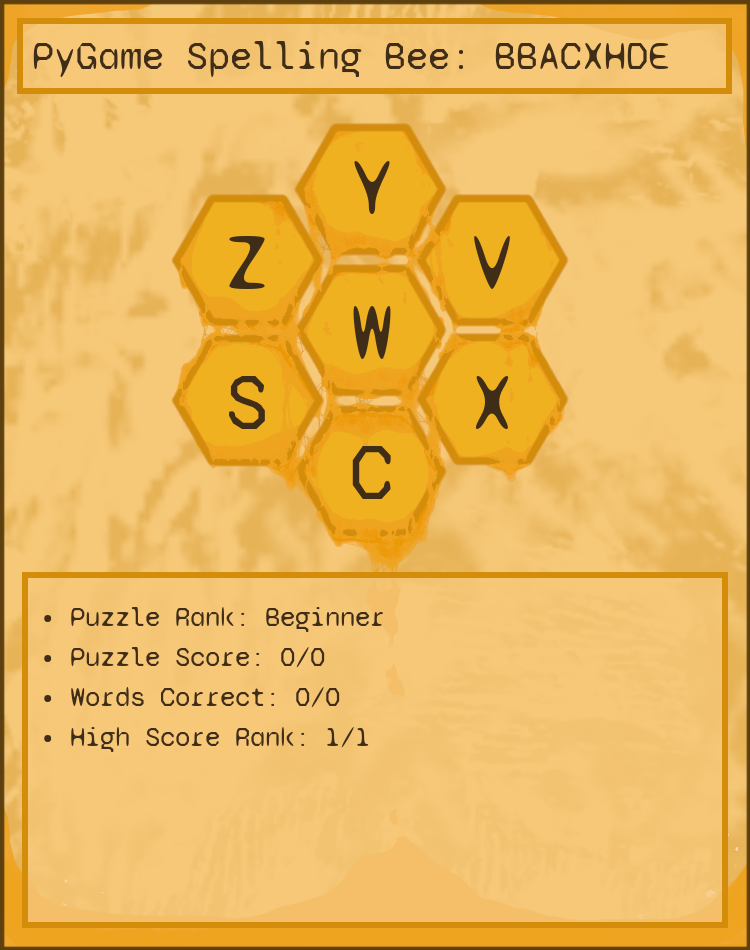 PyGame Spelling Bee: BBACXHDE
Y
Z
V
W
S
X
C
• Puzzle Rank: Beginner
• Puzzle Score: 0/0
• Words Correct: 0/0
• High Score Rank: 1/1